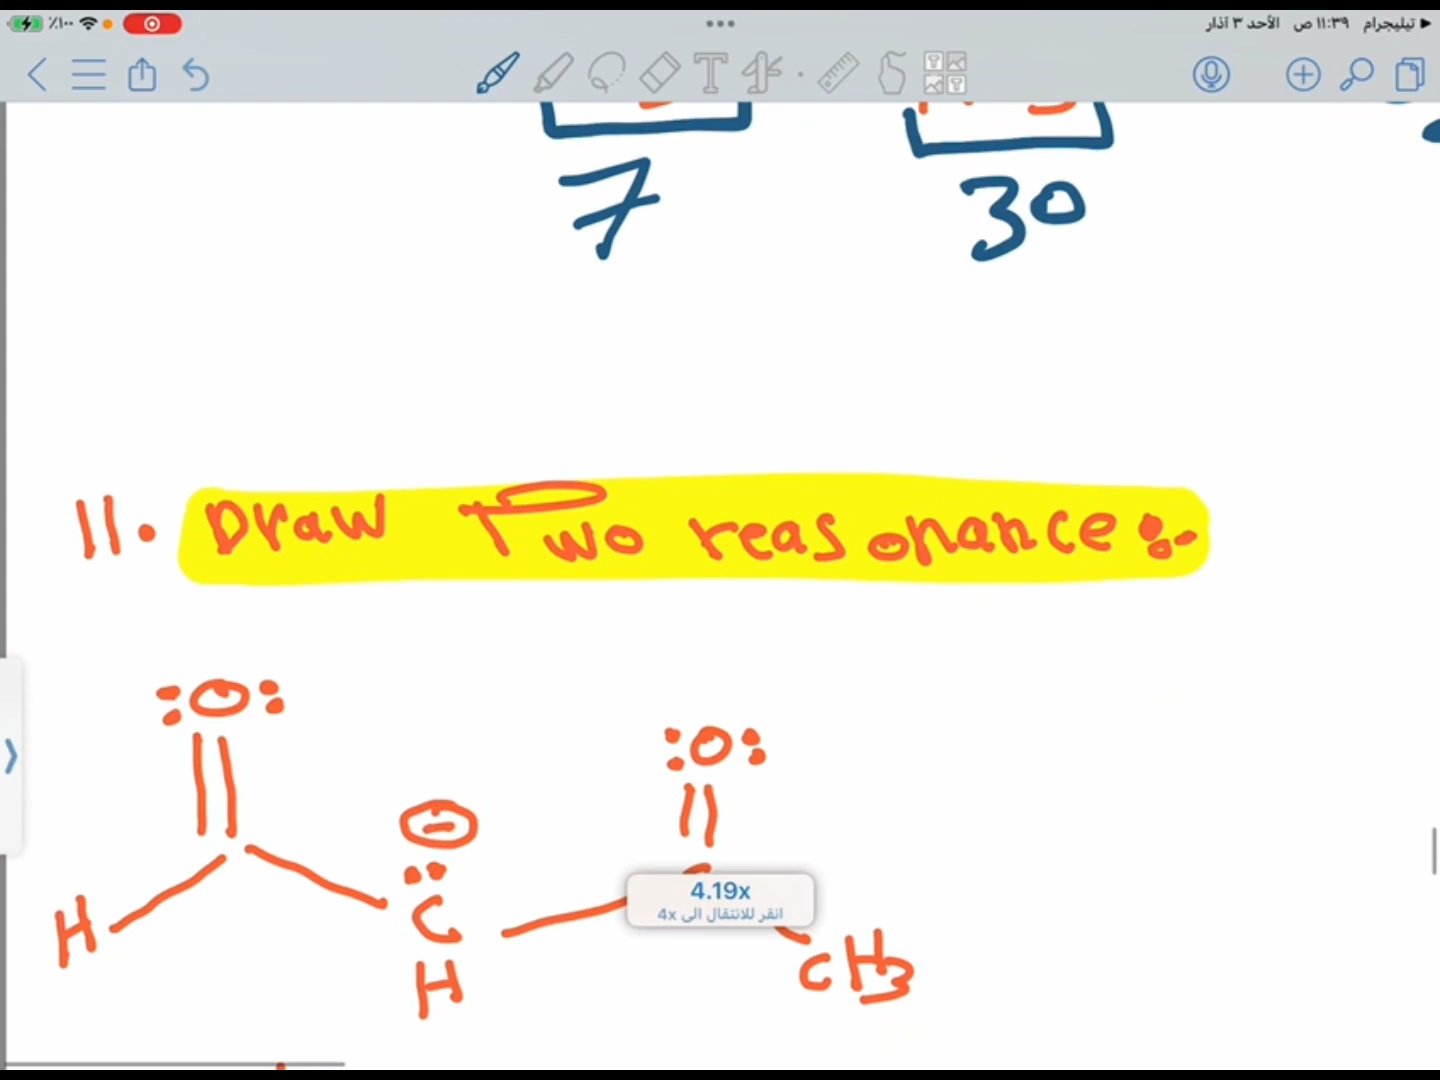 ٪١٠٠ ◀ تيليجرام ١١:٣٩ ص الأحد ٣ آذار
7 30
11. Draw Two reasonance:-
:O: :O:
⊖
H C H CH3
4.19x
انقر للانتقال الى 4x